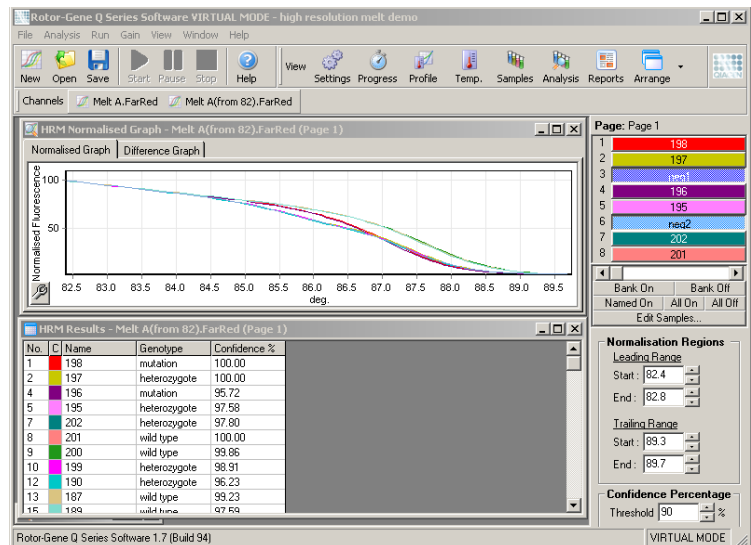 Rotor-Gene Q Series Software VIRTUAL MODE - high resolution melt demo
File Analysis Run Gain View Window Help
New Open Save Start Pause Stop Help View Settings Progress Profile Temp. Samples Analysis Reports Arrange
QIAGEN
Channels Melt A.FarRed Melt A(from 82).FarRed
HRM Normalised Graph - Melt A(from 82).FarRed (Page 1)
Normalised Graph Difference Graph
Normalised Fluorescence
100
50
82.5 83.0 83.5 84.0 84.5 85.0 85.5 86.0 86.5 87.0 87.5 88.0 88.5 89.0 89.5
deg.
HRM Results - Melt A(from 82).FarRed (Page 1)
No. C Name Genotype Confidence %
1 198 mutation 100.00
2 197 heterozygote 100.00
4 196 mutation 95.72
5 195 heterozygote 97.58
7 202 heterozygote 97.80
8 201 wild type 100.00
9 200 wild type 99.86
10 199 heterozygote 98.91
12 190 heterozygote 96.23
13 187 wild type 99.23
15 189 wild type 97.59
Page: Page 1
1 198
2 197
3 neg1
4 196
5 195
6 neg2
7 202
8 201
Bank On Bank Off
Named On All On All Off
Edit Samples...
Normalisation Regions
Leading Range
Start: 82.4
End: 82.8
Trailing Range
Start: 89.3
End: 89.7
Confidence Percentage
Threshold 90 %
Rotor-Gene Q Series Software 1.7 (Build 94)
VIRTUAL MODE